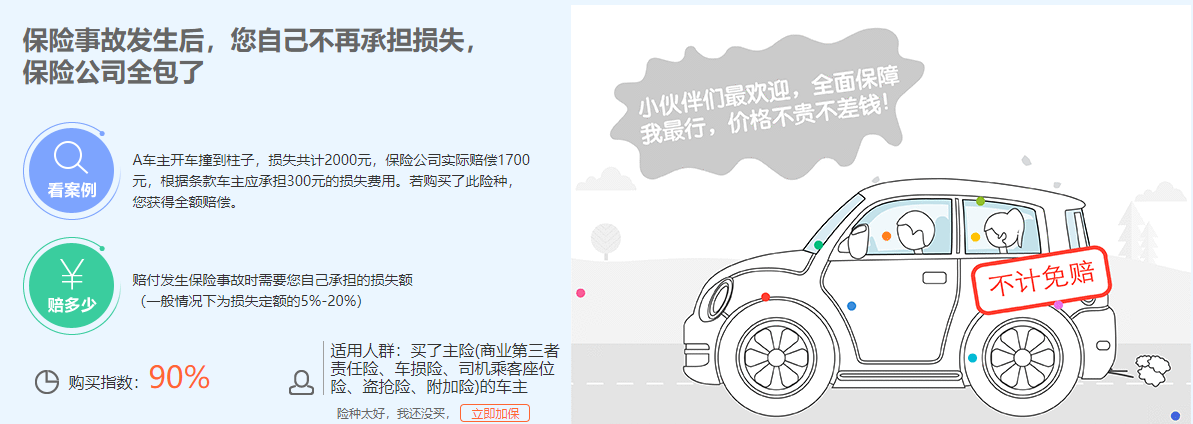 保险事故发生后，您自己不再承担损失，
保险公司全包了
小伙伴们最欢迎，全面保障
我最行，价格不贵不差钱！
看案例
A车主开车撞到柱子，损失共计2000元，保险公司实际赔偿1700
元，根据条款车主应承担300元的损失费用。若购买了此险种，
您获得全额赔偿。
¥
赔多少
赔付发生保险事故时需要您自己承担的损失额
（一般情况下为损失定额的5%-20%）
不计免赔
购买指数：90%
适用人群：买了主险(商业第三者
责任险、车损险、司机乘客座位
险、盗抢险、附加险)的车主
险种太好，我还没买，
立即加保